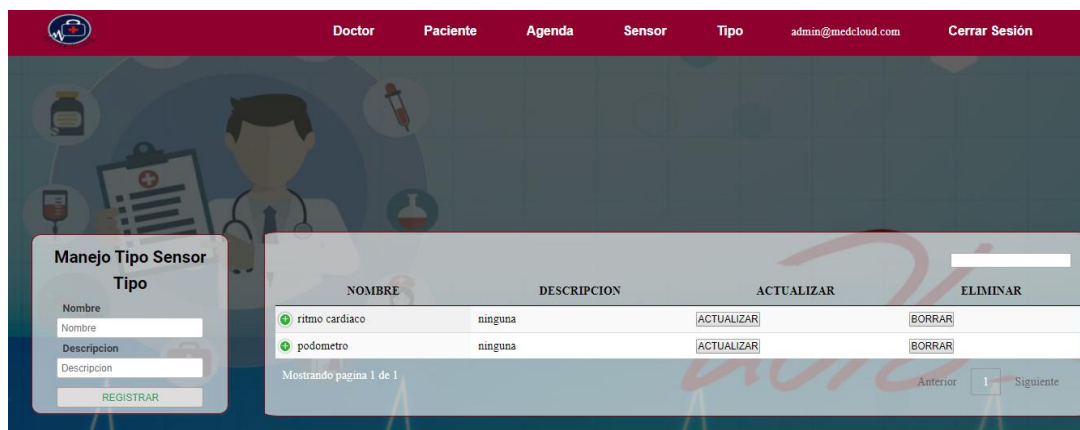 Doctor Paciente Agenda Sensor Tipo admin@medcloud.com Cerrar Sesión
Manejo Tipo Sensor
Tipo
Nombre
Nombre
Descripcion
Descripcion
REGISTRAR
NOMBRE DESCRIPCION ACTUALIZAR ELIMINAR
ritmo cardiaco ninguna ACTUALIZAR BORRAR
podometro ninguna ACTUALIZAR BORRAR
Mostrando pagina 1 de 1
Anterior 1 Siguiente